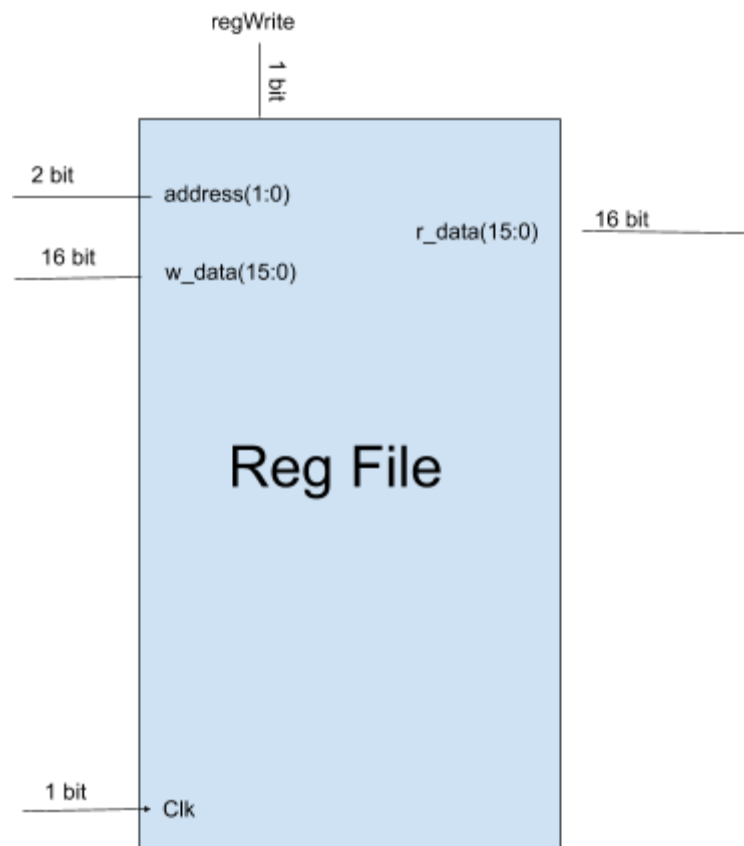 regWrite
1 bit
2 bit
address(1:0)
16 bit
r_data(15:0)
16 bit
w_data(15:0)
Reg File
1 bit
Clk